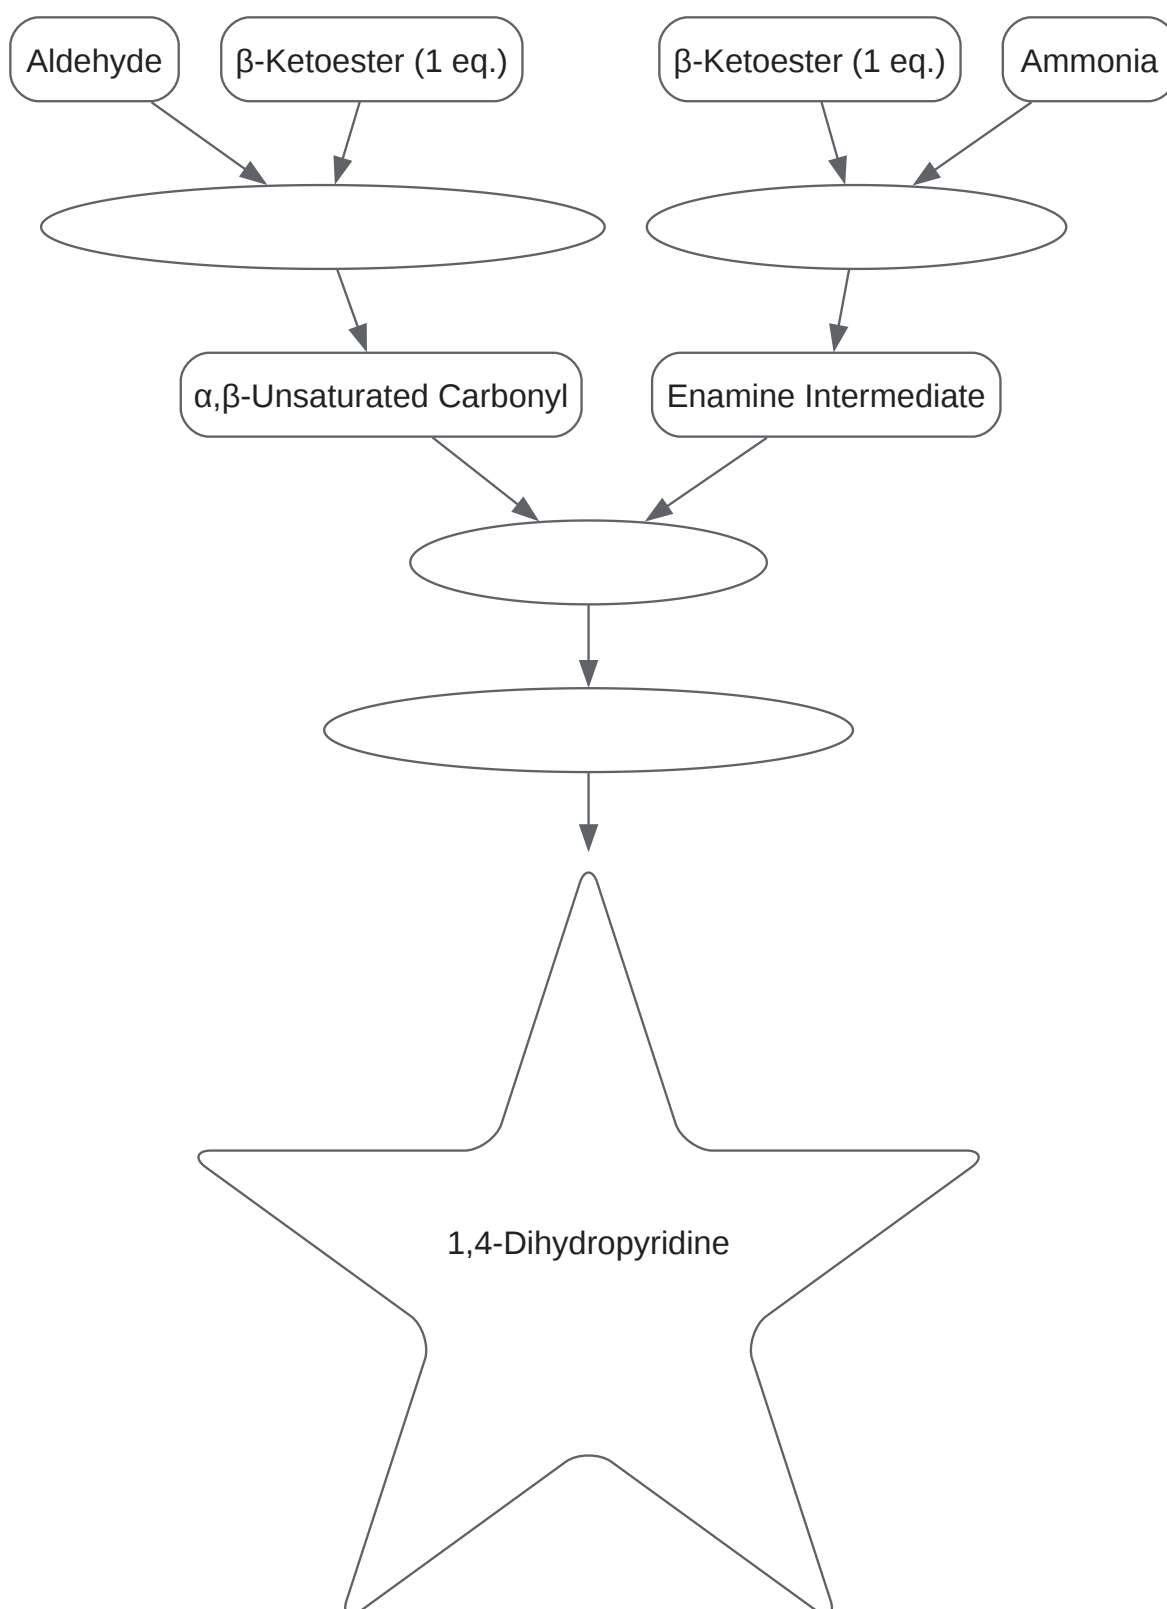 Aldehyde
β-Ketoester (1 eq.)
β-Ketoester (1 eq.)
Ammonia
α,β-Unsaturated Carbonyl
Enamine Intermediate
1,4-Dihydropyridine